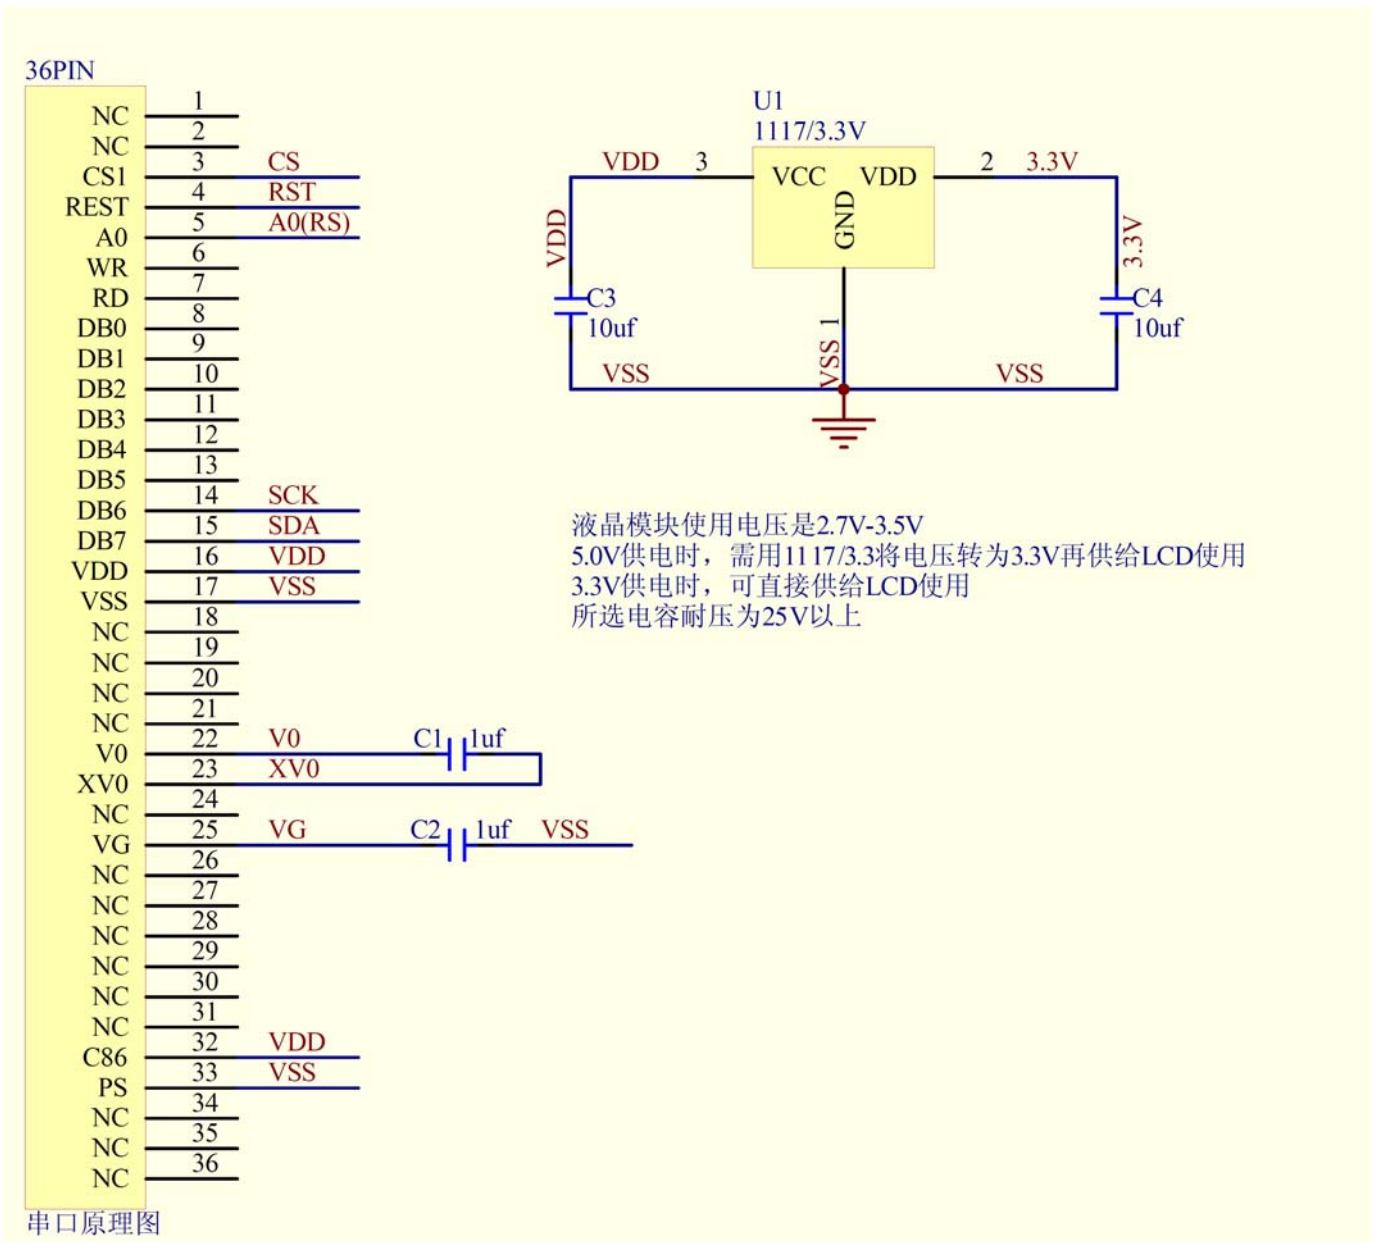 36PIN
NC 1
NC 2
CS1 3 CS
REST 4 RST
A0 5 A0(RS)
WR 6
RD 7
DB0 8
DB1 9
DB2 10
DB3 11
DB4 12
DB5 13
DB6 14 SCK
DB7 15 SDA
VDD 16 VDD
VSS 17 VSS
NC 18
NC 19
NC 20
NC 21
V0 22 V0 C1 1uf
XV0 23 XV0
NC 24
VG 25 VG C2 1uf VSS
NC 26
NC 27
NC 28
NC 29
NC 30
NC 31
C86 32 VDD
PS 33 VSS
NC 34
NC 35
NC 36
串口原理图
U1
1117/3.3V
VDD 3 VCC VDD 2 3.3V
GND
VDD
3.3V
C3
10uf
C4
10uf
1
VSS
VSS
VSS
液晶模块使用电压是2.7V-3.5V
5.0V供电时，需用1117/3.3将电压转为3.3V再供给LCD使用
3.3V供电时，可直接供给LCD使用
所选电容耐压为25V以上